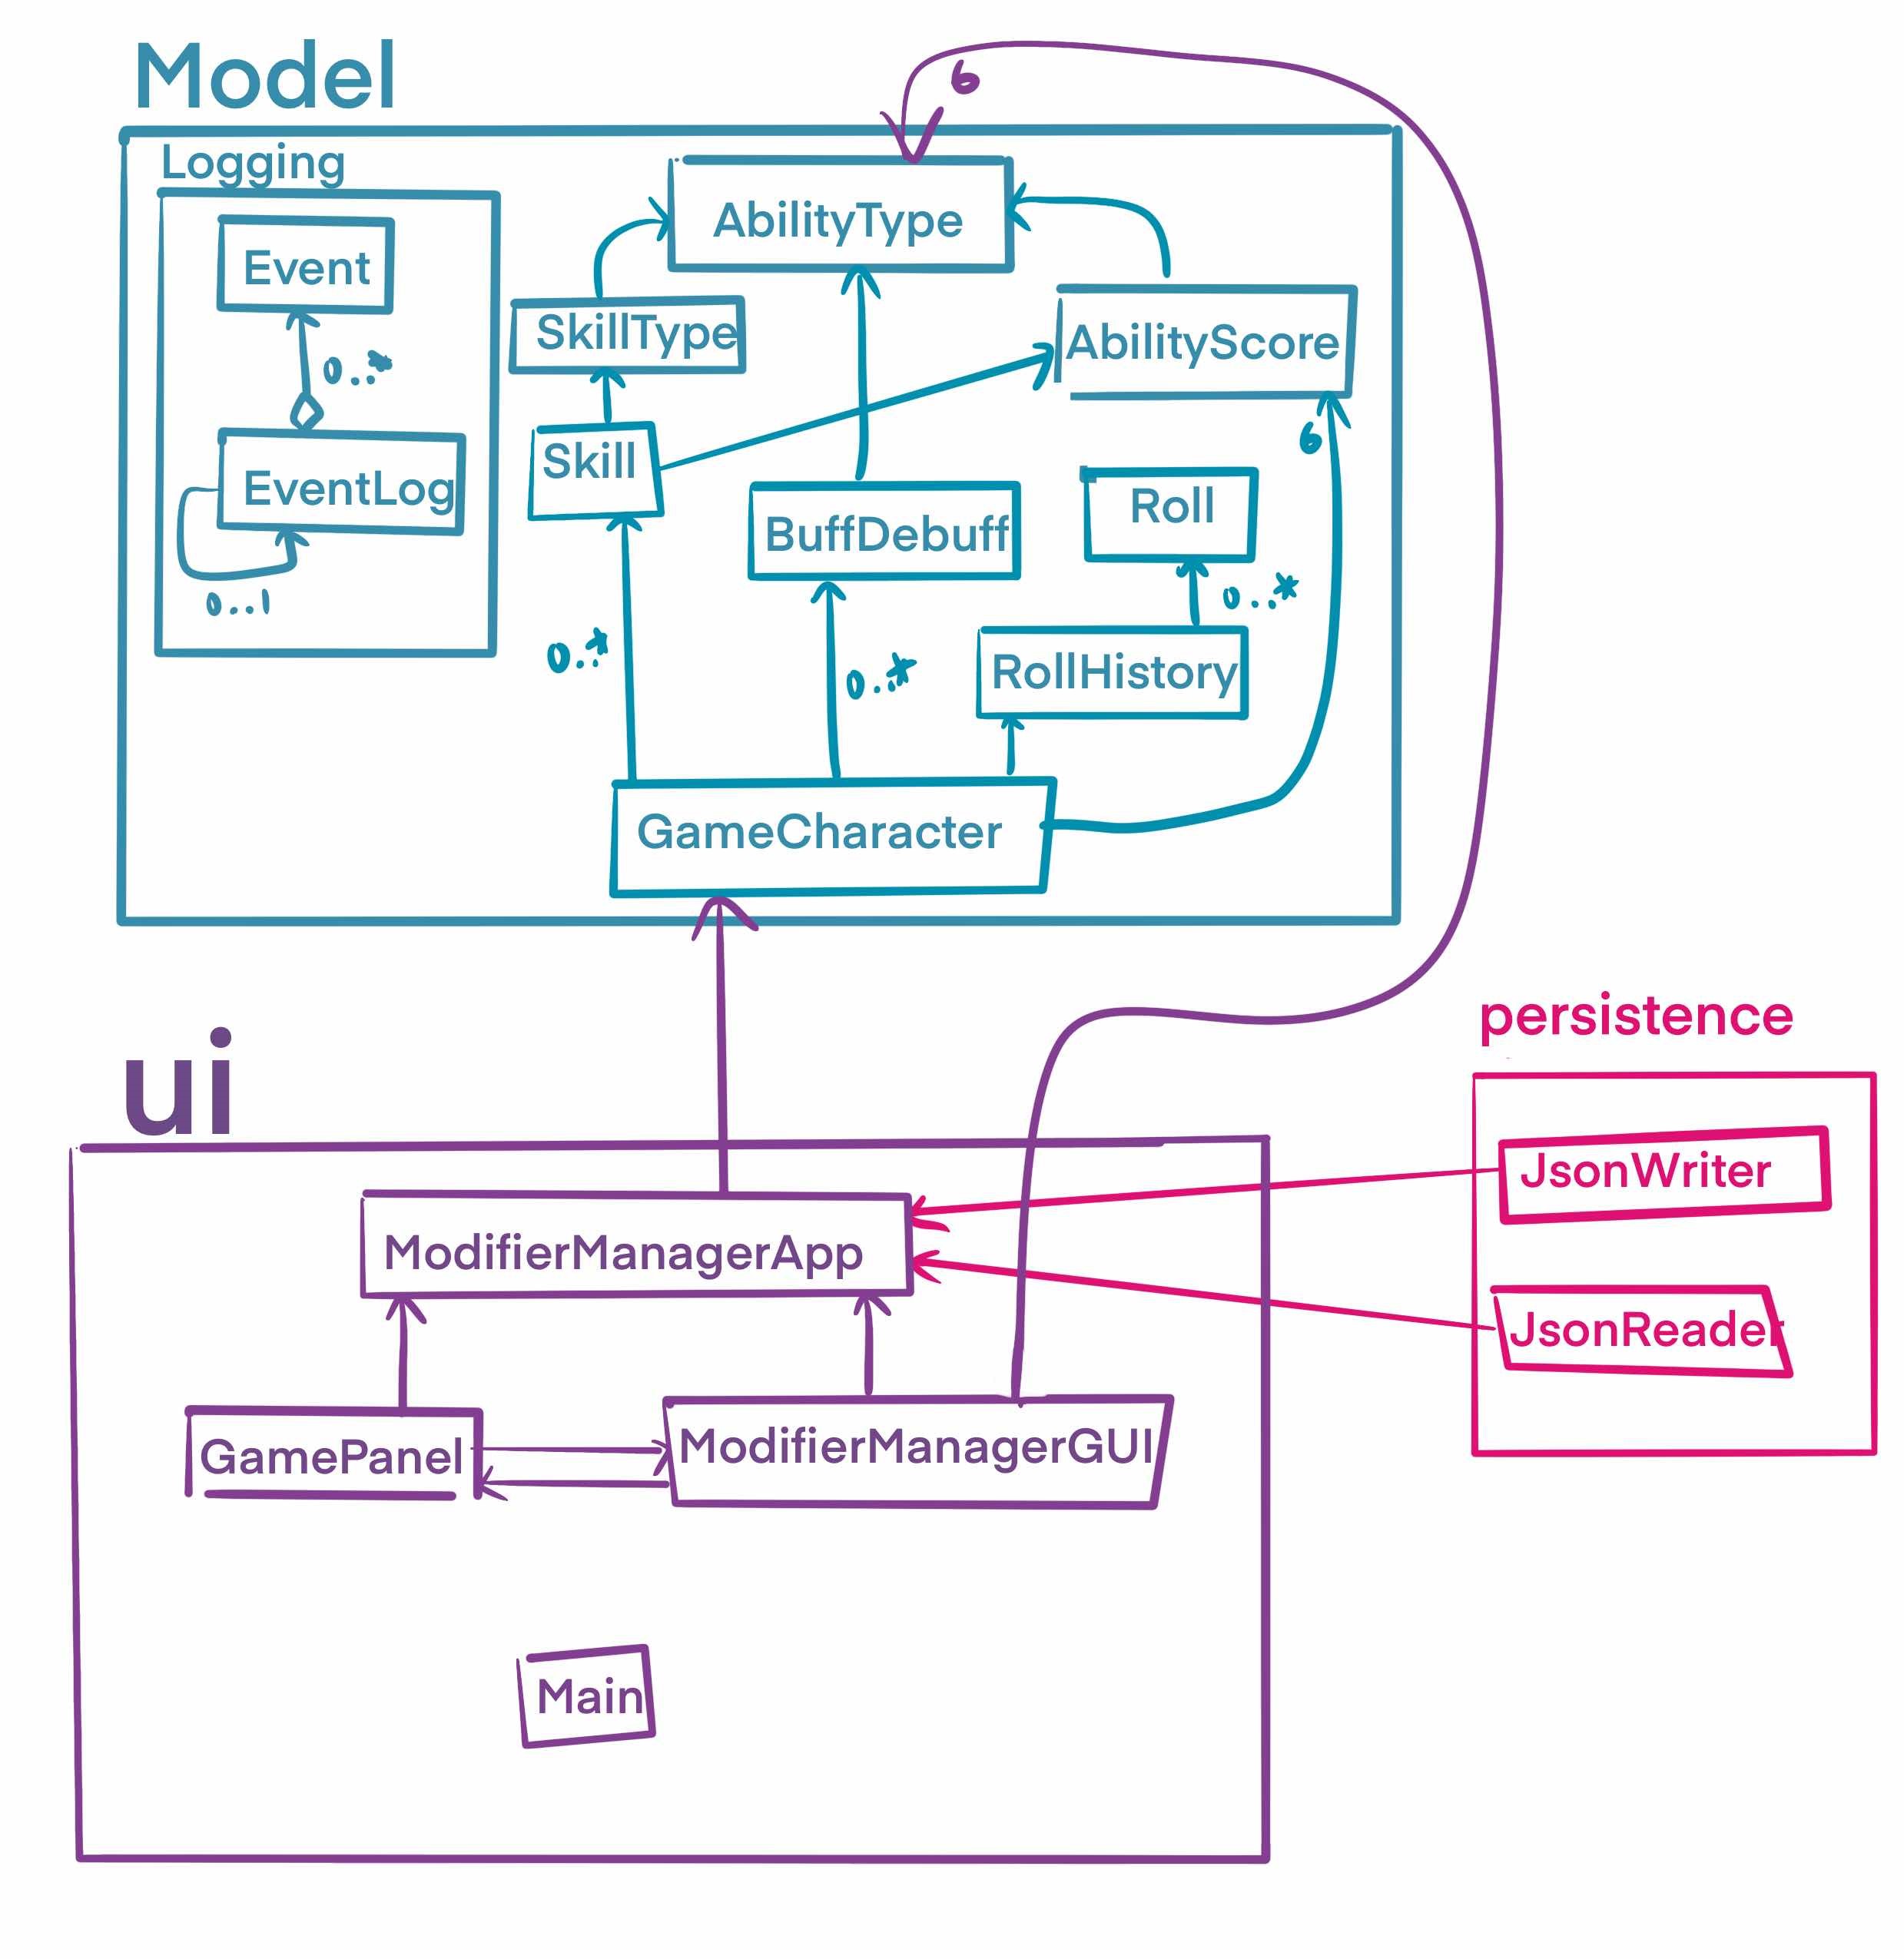 Model
6
Logging
AbilityType
Event
SkillType
AbilityScore
0..*
6
Skill
EventLog
Roll
BuffDebuff
0..1
0..*
0..*
0..*
RollHistory
GameCharacter
persistence
ui
JsonWriter
ModifierManagerApp
JsonReader
GamePanel
ModifierManagerGUI
Main